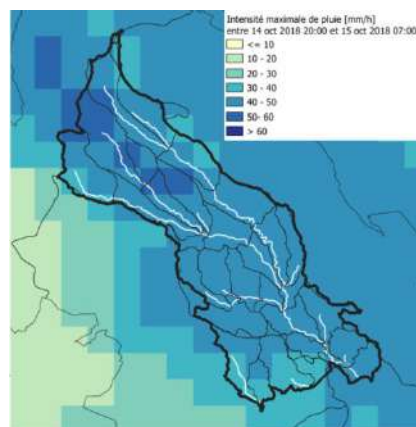 Intensité maximale de pluie [mm/h]
entre 14 oct 2018 20:00 et 15 oct 2018 07:00
<= 10
10 - 20
20 - 30
30 - 40
40 - 50
50- 60
> 60